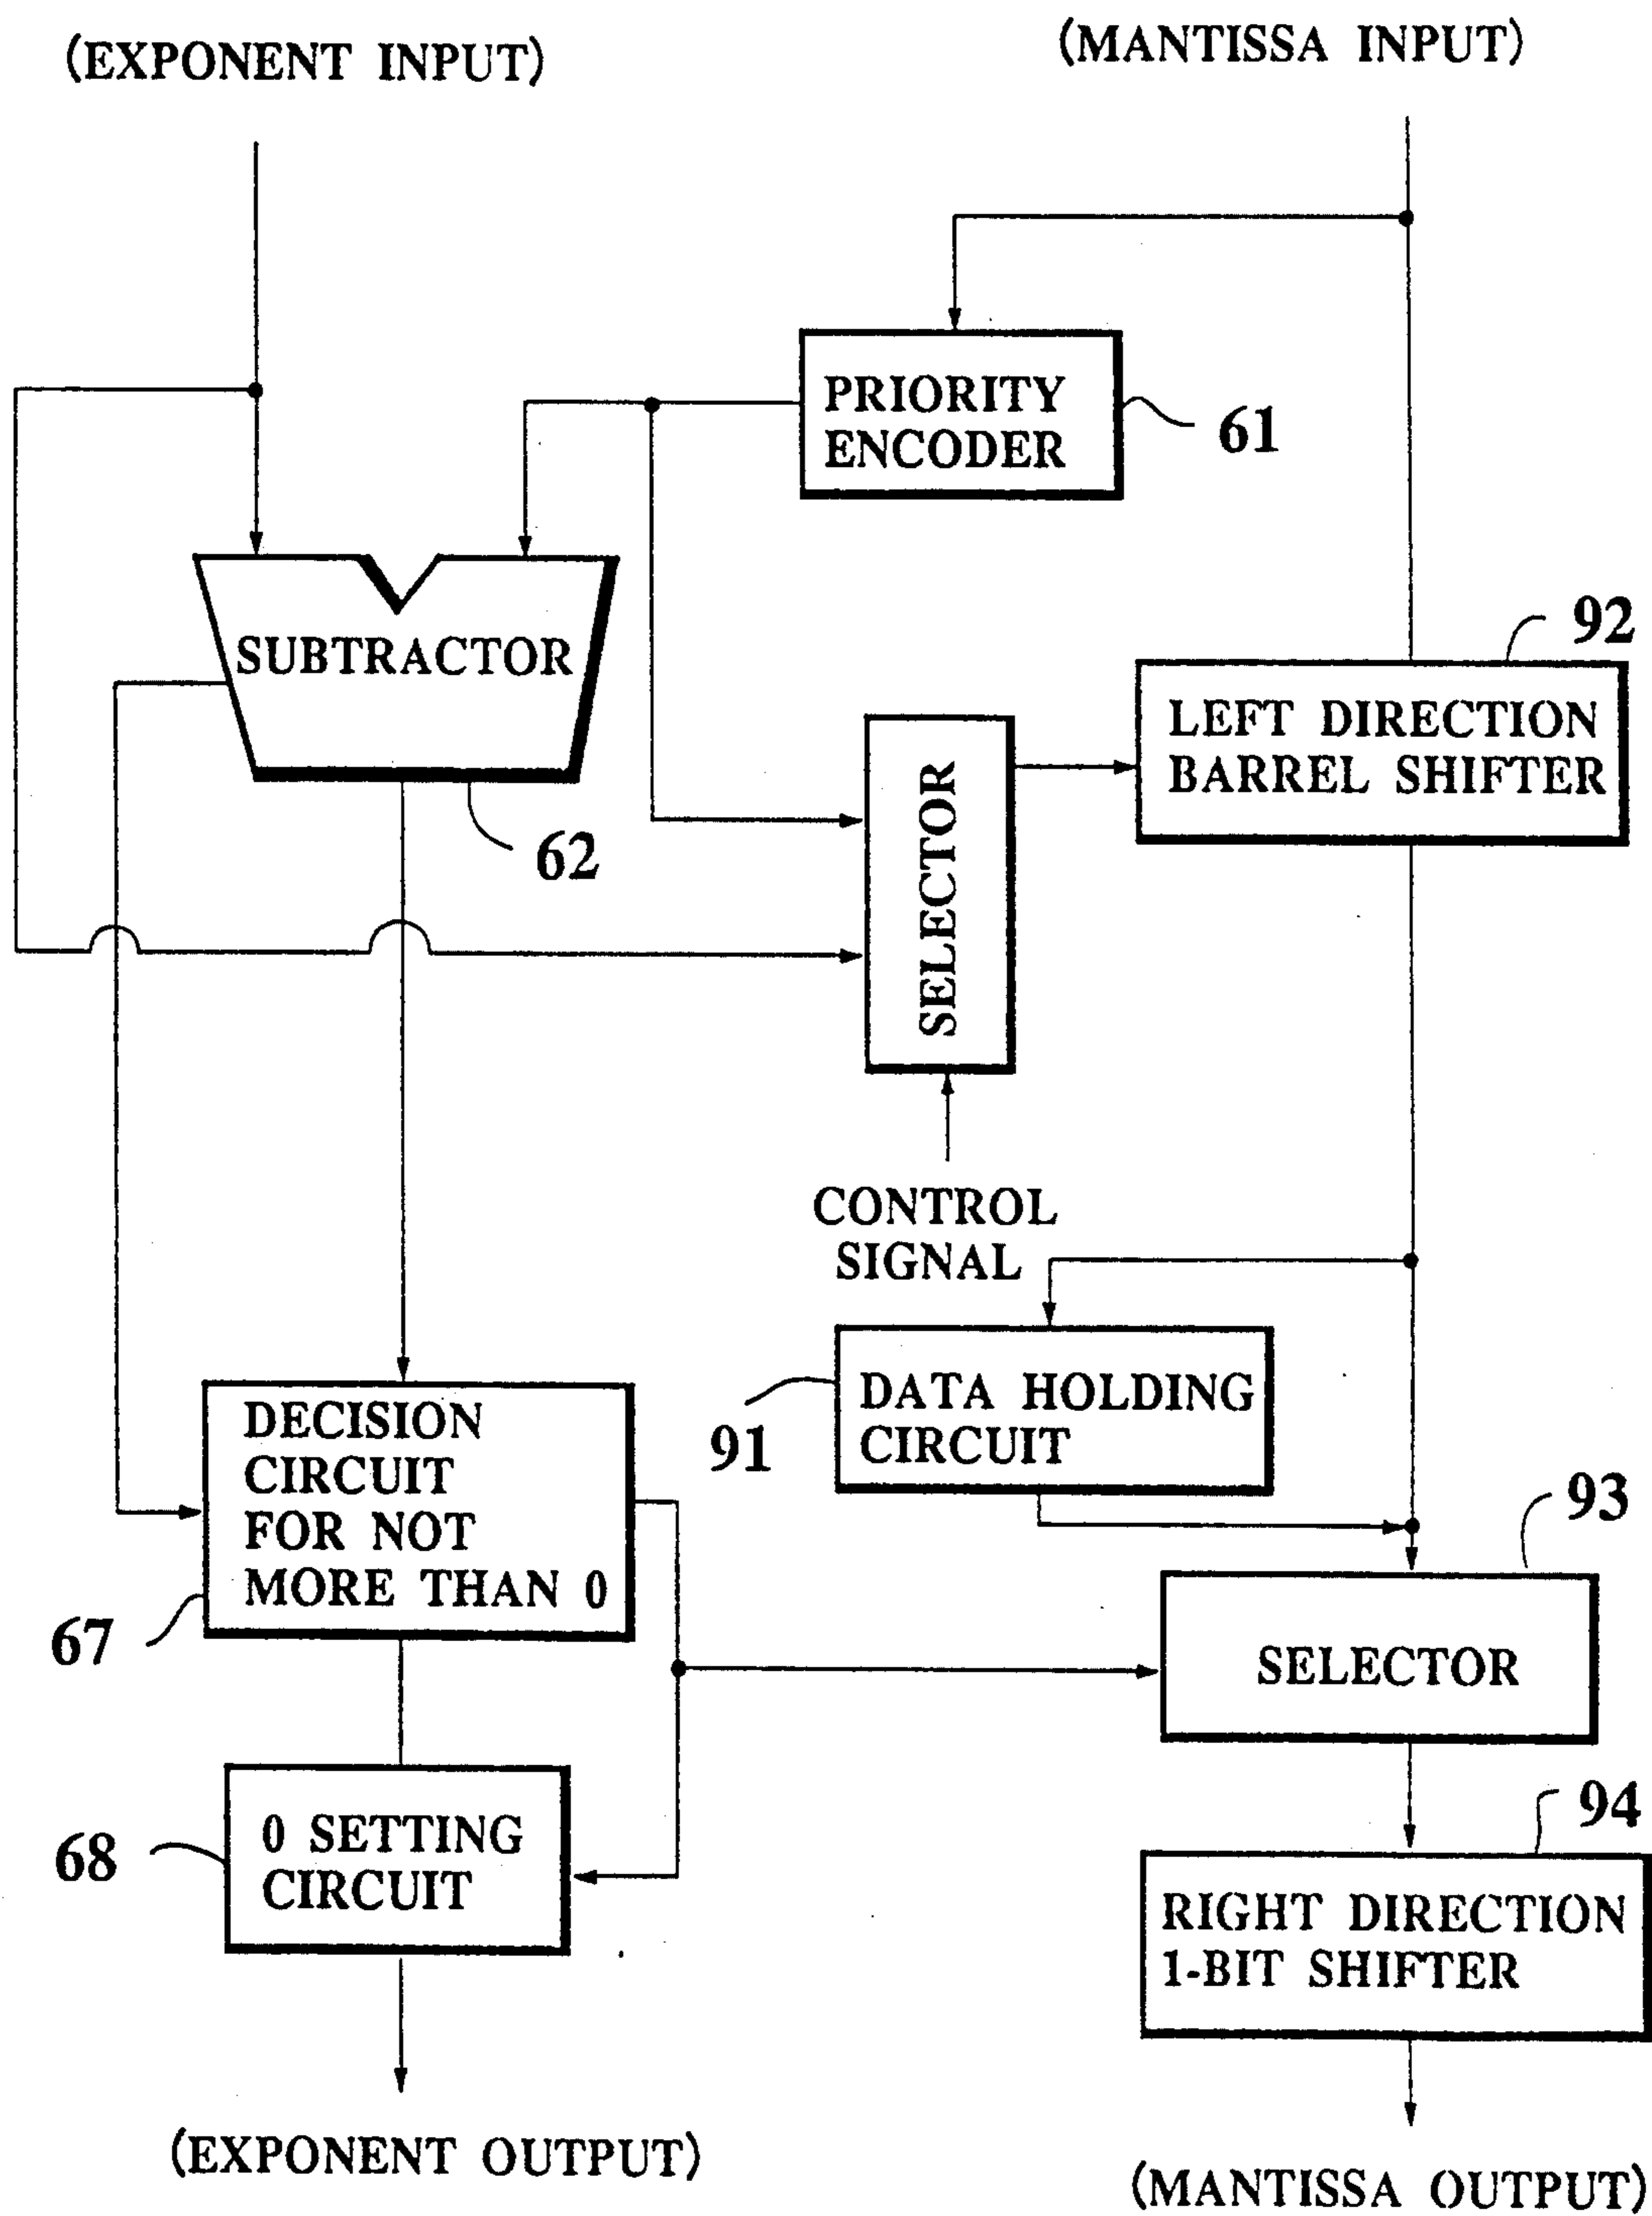 (EXPONENT INPUT)
(MANTISSA INPUT)
PRIORITY
ENCODER
61
SUBTRACTOR
62
92
LEFT DIRECTION
BARREL SHIFTER
SELECTOR
CONTROL
SIGNAL
DATA HOLDING
CIRCUIT
91
DECISION
CIRCUIT
FOR NOT
MORE THAN 0
67
93
SELECTOR
0 SETTING
CIRCUIT
68
94
RIGHT DIRECTION
1-BIT SHIFTER
(EXPONENT OUTPUT)
(MANTISSA OUTPUT)